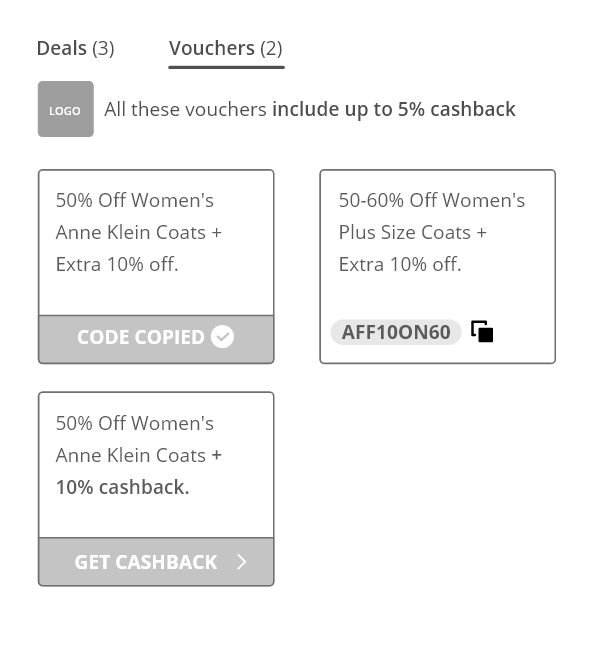 Deals (3)
Vouchers (2)
LOGO
All these vouchers include up to 5% cashback
50% Off Women's
Anne Klein Coats +
Extra 10% off.
CODE COPIED
50-60% Off Women's
Plus Size Coats +
Extra 10% off.
AFF10ON60
50% Off Women's
Anne Klein Coats +
10% cashback.
GET CASHBACK